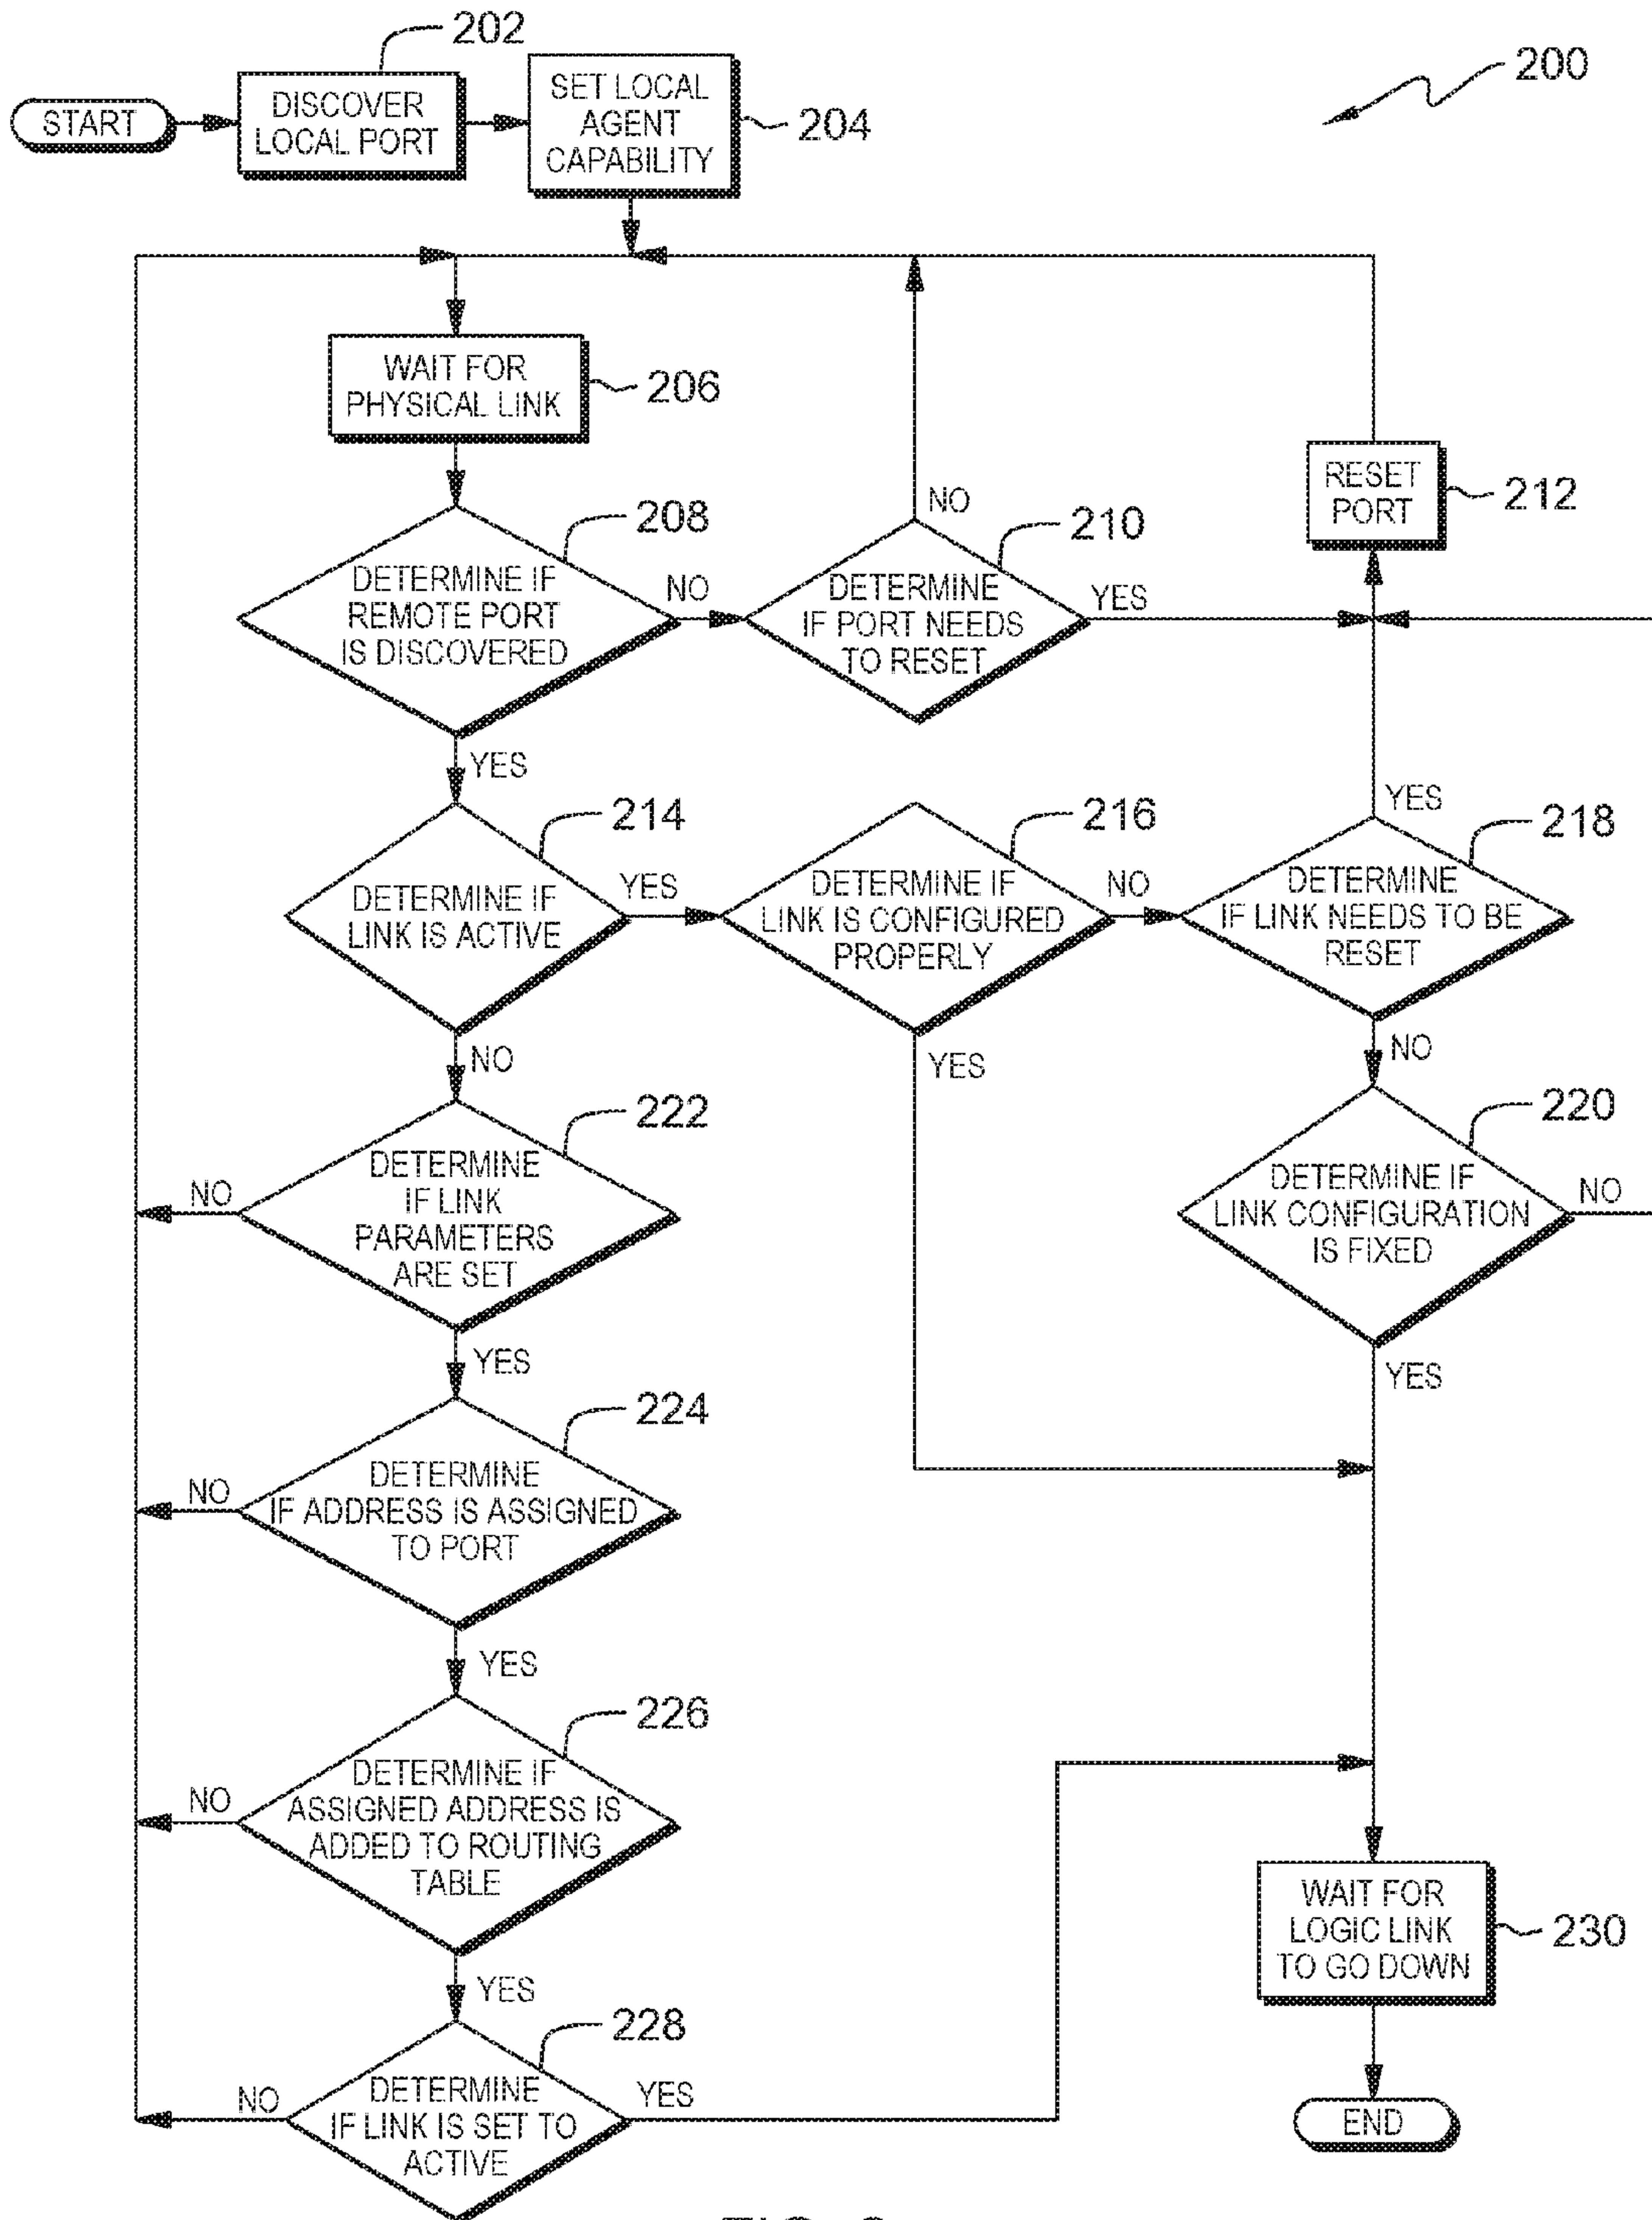 202
200
START
DISCOVER
LOCAL PORT
SET LOCAL
AGENT
CAPABILITY
204
WAIT FOR
PHYSICAL LINK
206
RESET
PORT
212
208
DETERMINE IF
REMOTE PORT
IS DISCOVERED
NO
YES
210
NO
DETERMINE
IF PORT NEEDS
TO RESET
YES
214
DETERMINE IF
LINK IS ACTIVE
YES
NO
216
DETERMINE IF
LINK IS CONFIGURED
PROPERLY
NO
YES
YES
218
DETERMINE
IF LINK NEEDS TO BE
RESET
NO
220
DETERMINE IF
LINK CONFIGURATION
IS FIXED
NO
YES
222
DETERMINE
IF LINK
PARAMETERS
ARE SET
NO
YES
224
DETERMINE
IF ADDRESS IS ASSIGNED
TO PORT
NO
YES
226
DETERMINE IF
ASSIGNED ADDRESS IS
ADDED TO ROUTING
TABLE
NO
YES
228
DETERMINE
IF LINK IS SET TO
ACTIVE
NO
YES
WAIT FOR
LOGIC LINK
TO GO DOWN
230
END